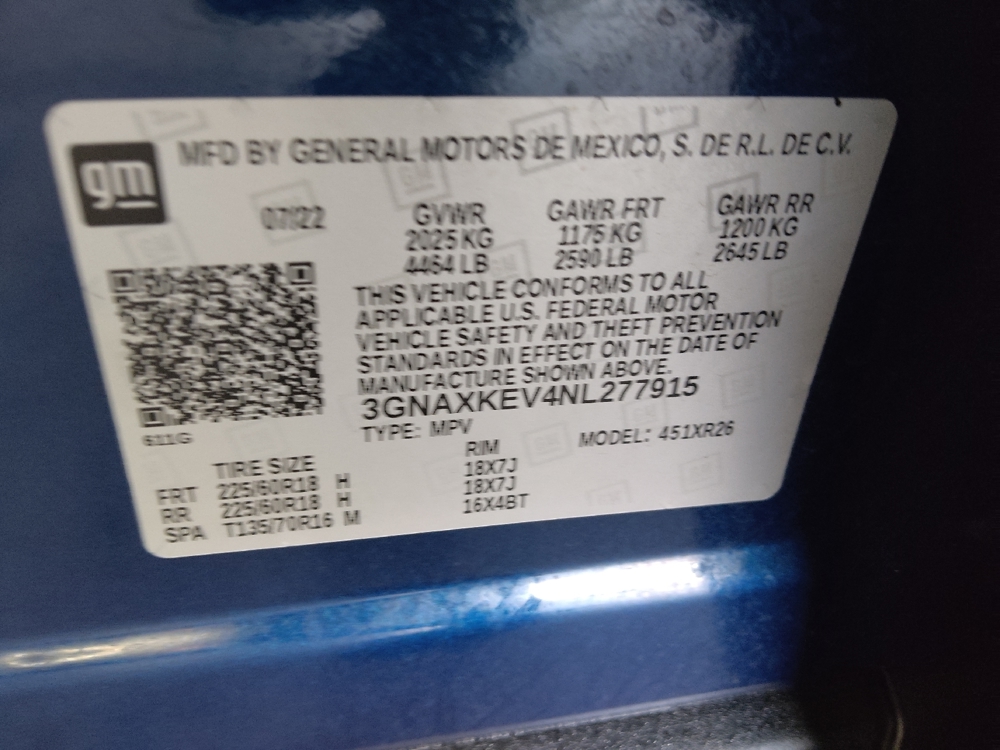 gm
MFD BY GENERAL MOTORS DE MEXICO, S. DE R.L. DE C.V.
07/22 GVWR GAWR FRT GAWR RR
2025 KG 1175 KG 1200 KG
4464 LB 2590 LB 2645 LB
THIS VEHICLE CONFORMS TO ALL
APPLICABLE U.S. FEDERAL MOTOR
VEHICLE SAFETY AND THEFT PREVENTION
STANDARDS IN EFFECT ON THE DATE OF
MANUFACTURE SHOWN ABOVE.
3GNAXKEV4NL277915
611G
TYPE: MPV MODEL: 451XR26
TIRE SIZE RIM
FRT 225/60R18 H 18X7J
RR 225/60R18 H 18X7J
SPA T135/70R16 M 16X4BT